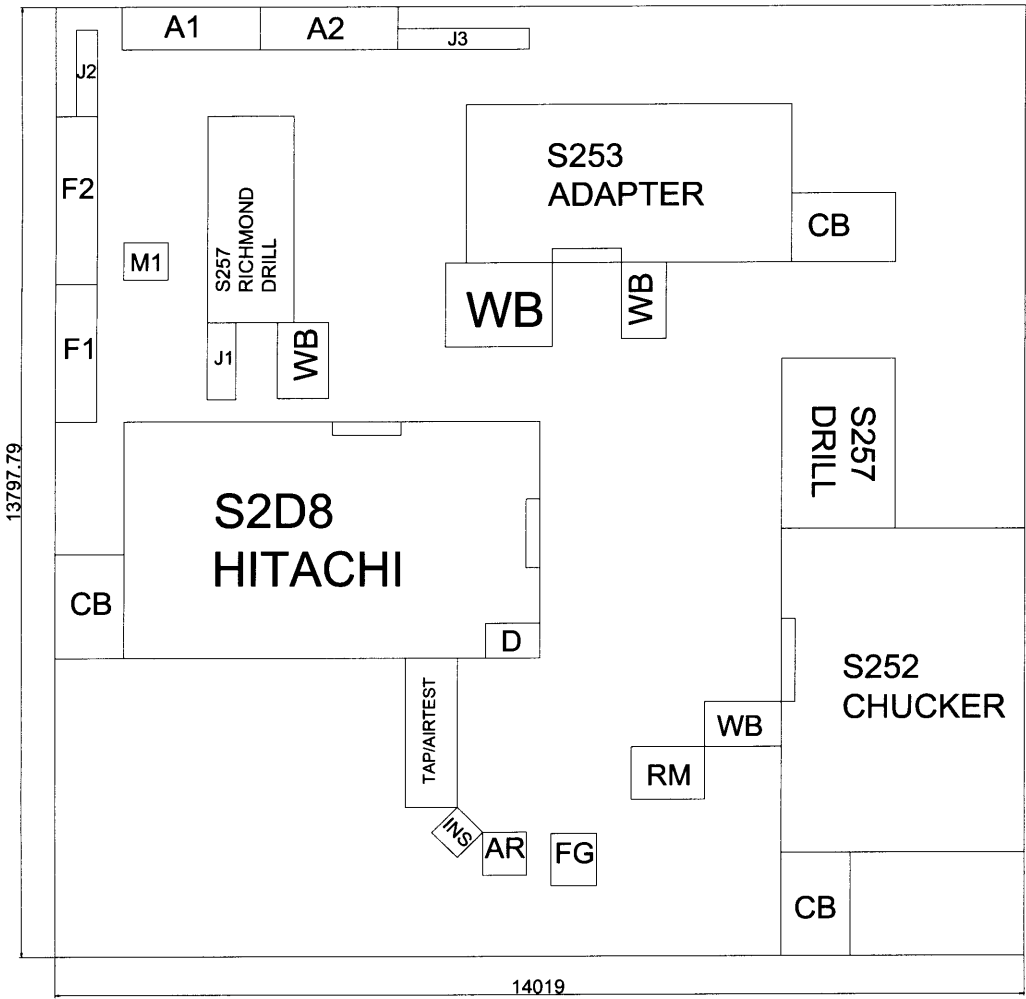 A1
A2
J3
J2
S253
ADAPTER
F2
S257
RICHMOND
DRILL
CB
M1
WB
WB
F1
J1
WB
S257
DRILL
13797.79
S2D8
HITACHI
CB
D
S252
CHUCKER
TAP/AIRTEST
WB
RM
INS
AR
FG
CB
14019